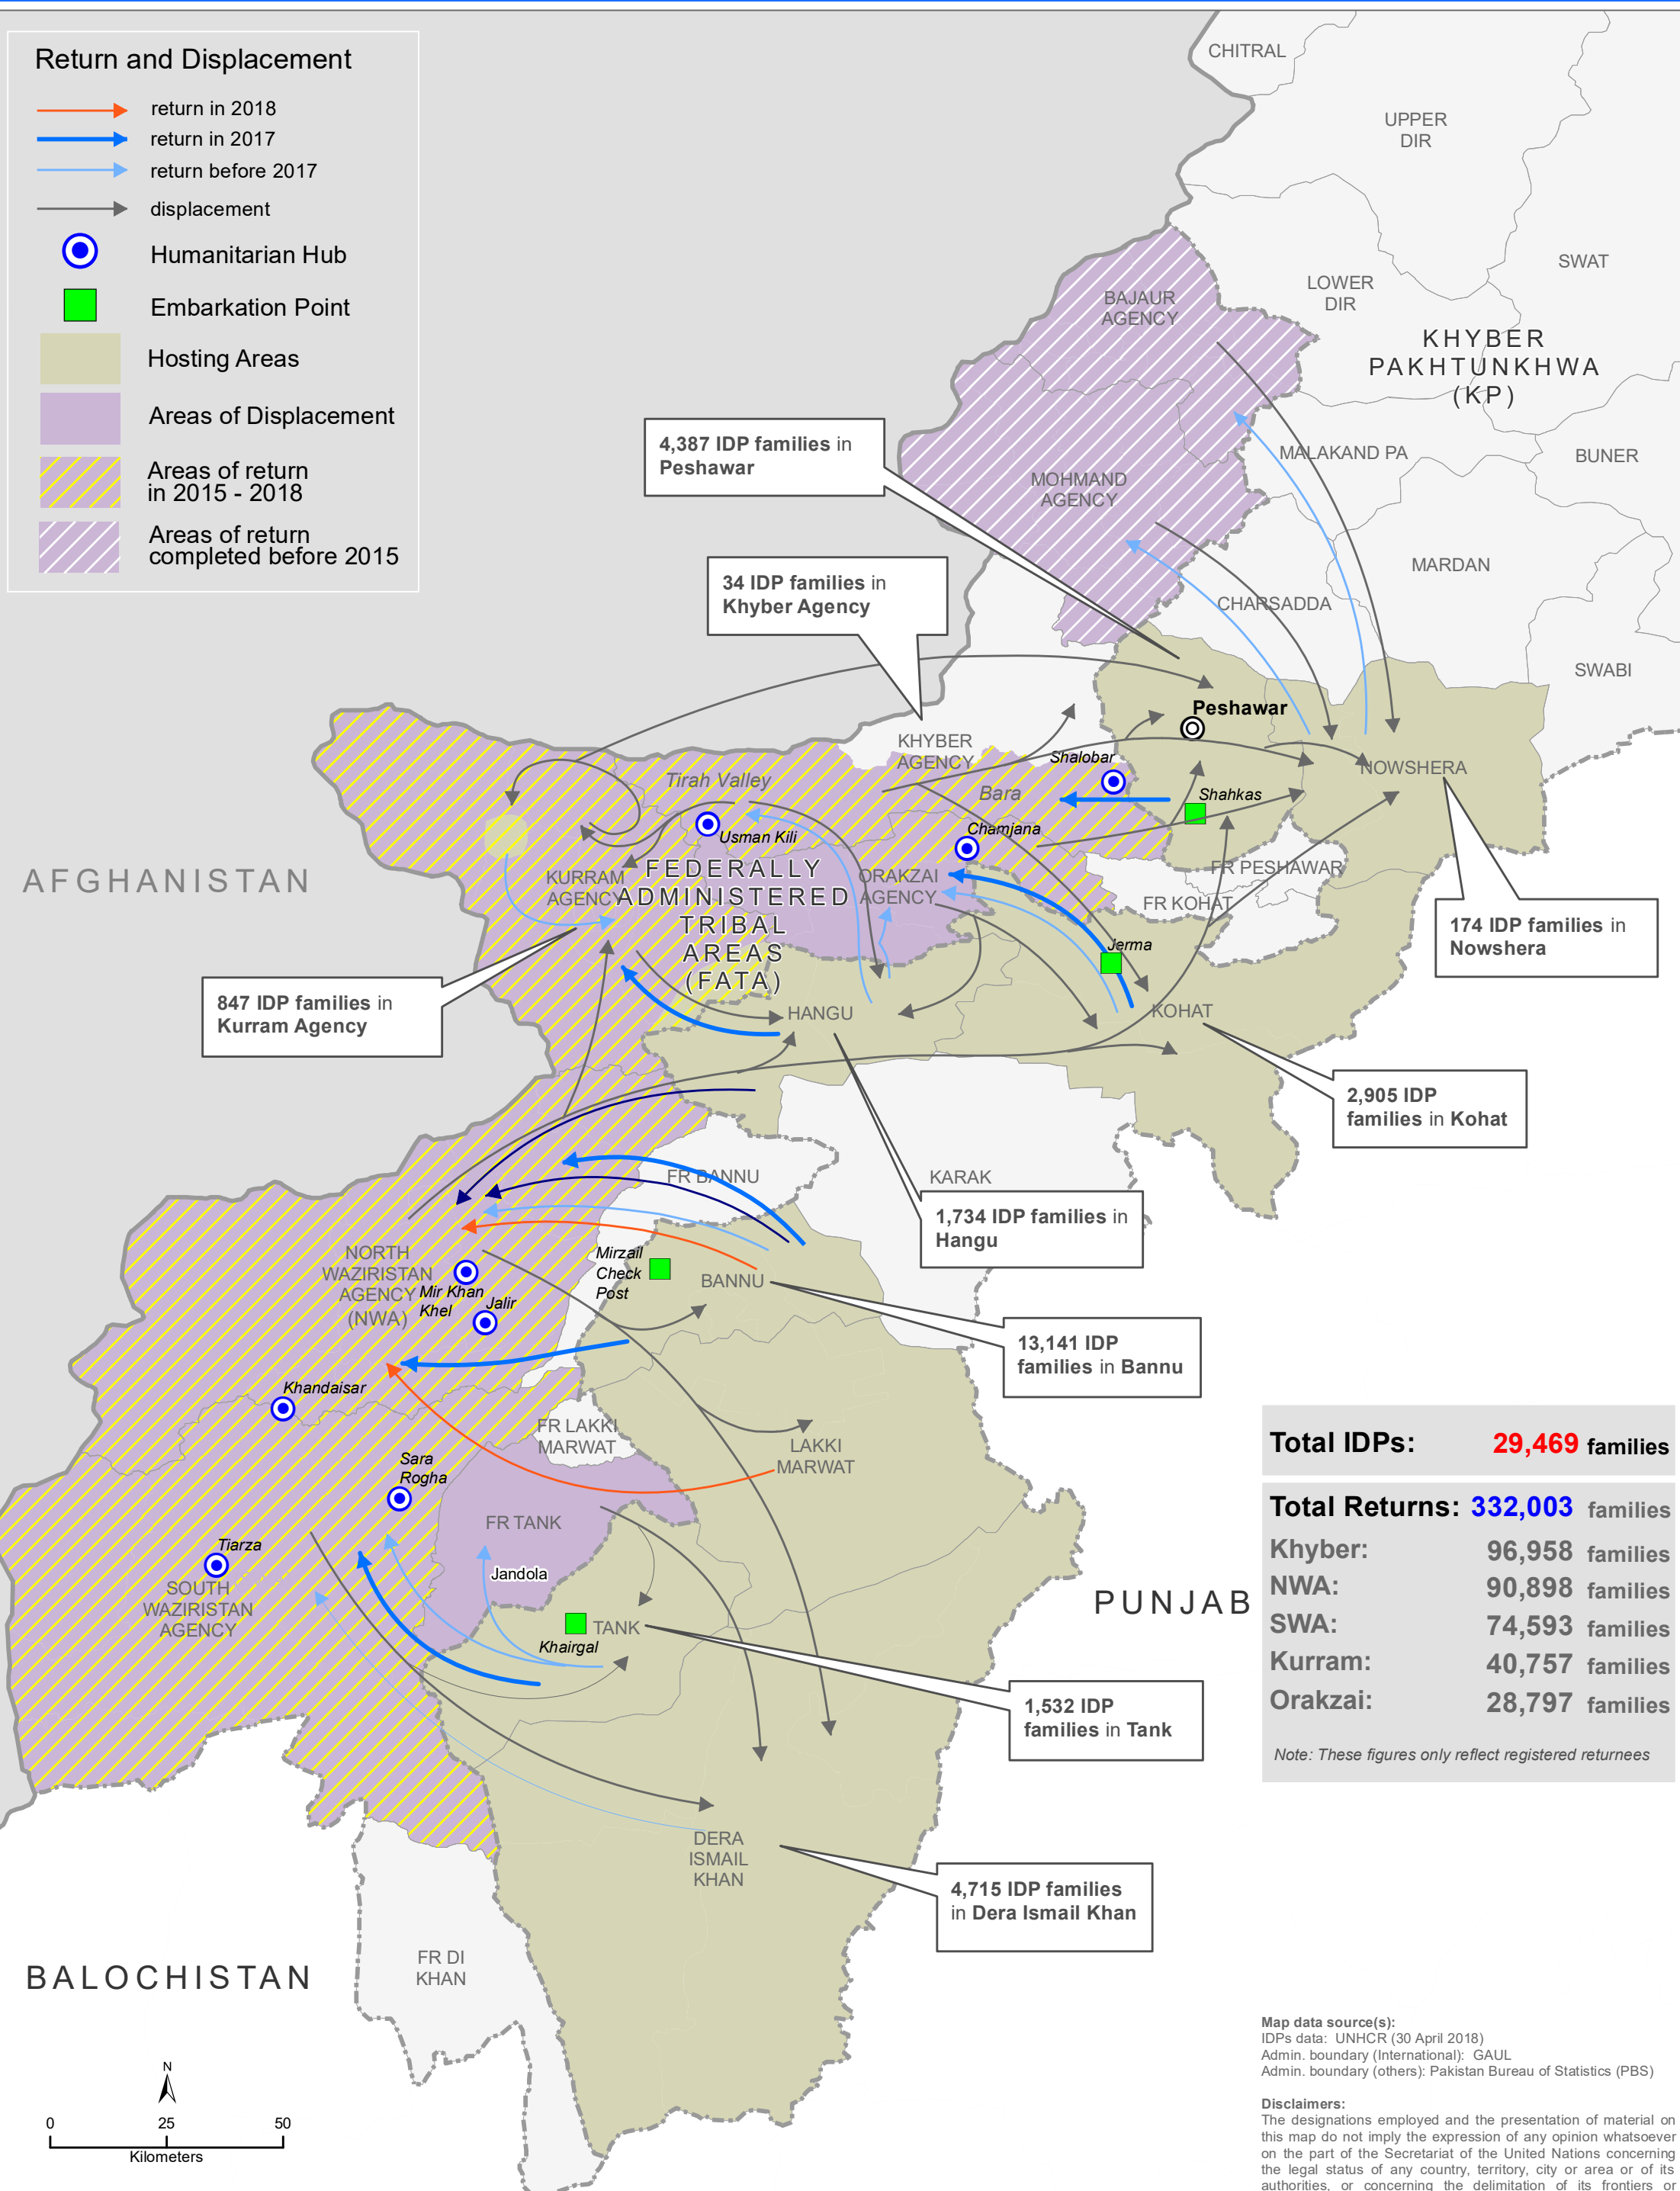 Return and Displacement
return in 2018
return in 2017
return before 2017
displacement
Humanitarian Hub
Embarkation Point
Hosting Areas
Areas of Displacement
Areas of return
in 2015 - 2018
Areas of return
completed before 2015
CHITRAL
UPPER
DIR
SWAT
LOWER
DIR
BAJAUR
AGENCY
KHYBER
PAKHTUNKHWA
(KP)
4,387 IDP families in
Peshawar
MALAKAND PA
BUNER
MOHMAND
AGENCY
MARDAN
34 IDP families in
Khyber Agency
CHARSADDA
SWABI
Peshawar
KHYBER
AGENCY
Shalobar
NOWSHERA
Tirah Valley
Bara
Shahkas
Usman Kili
Chamjana
AFGHANISTAN
FEDERALLY
ADMINISTERED
TRIBAL
AREAS
(FATA)
KURRAM
AGENCY
ORAKZAI
AGENCY
FR PESHAWAR
FR KOHAT
174 IDP families in
Nowshera
Jerma
847 IDP families in
Kurram Agency
HANGU
KOHAT
2,905 IDP
families in Kohat
FR BANNU
KARAK
1,734 IDP families in
Hangu
NORTH
WAZIRISTAN
AGENCY
(NWA)
Mir Khan
Khel
Jalir
Mirzail
Check
Post
BANNU
13,141 IDP
families in Bannu
Khandaisar
FR LAKKI
MARWAT
LAKKI
MARWAT
Sara
Rogha
FR TANK
Tiarza
Jandola
SOUTH
WAZIRISTAN
AGENCY
TANK
Khairgal
PUNJAB
1,532 IDP
families in Tank
Total IDPs: 29,469 families
Total Returns: 332,003 families
Khyber: 96,958 families
NWA: 90,898 families
SWA: 74,593 families
Kurram: 40,757 families
Orakzai: 28,797 families
Note: These figures only reflect registered returnees
DERA
ISMAIL
KHAN
4,715 IDP families
in Dera Ismail Khan
FR DI
KHAN
BALOCHISTAN
N
0 25 50
Kilometers
Map data source(s):
IDPs data: UNHCR (30 April 2018)
Admin. boundary (International): GAUL
Admin. boundary (others): Pakistan Bureau of Statistics (PBS)
Disclaimers:
The designations employed and the presentation of material on
this map do not imply the expression of any opinion whatsoever
on the part of the Secretariat of the United Nations concerning
the legal status of any country, territory, city or area or of its
authorities, or concerning the delimitation of its frontiers or